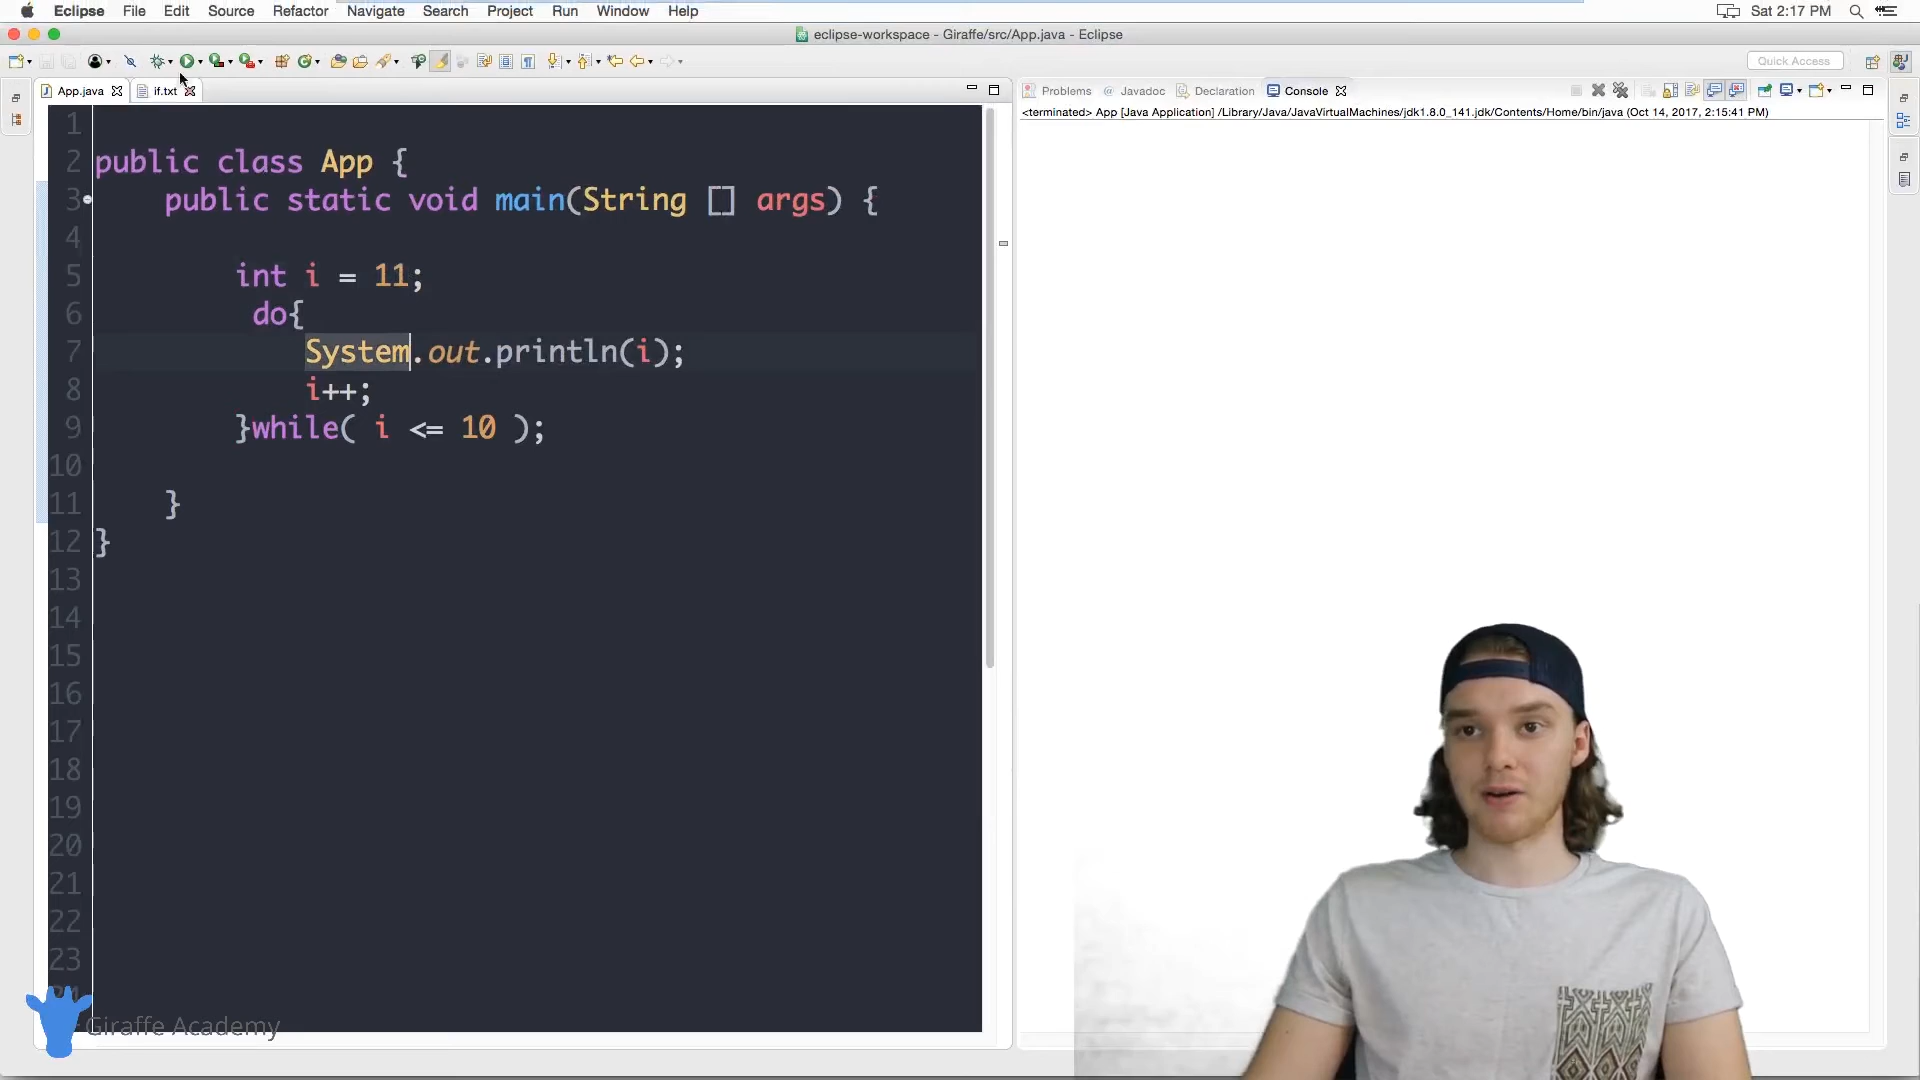 Eclipse File Edit Source Refactor Navigate Search Project Run Window Help Sat 2:17 PM
eclipse-workspace - Giraffe/src/App.java - Eclipse
Quick Access
App.java if.txt Problems Javadoc Declaration Console
<terminated> App [Java Application] /Library/Java/JavaVirtualMachines/jdk1.8.0_141.jdk/Contents/Home/bin/java (Oct 14, 2017, 2:15:41 PM)
1
2 public class App {
3 public static void main(String [] args) {
4
5 int i = 11;
6 do{
7 System.out.println(i);
8 i++;
9 }while( i <= 10 );
10
11 }
12 }
13
14
15
16
17
18
19
20
21
22
23
Giraffe Academy